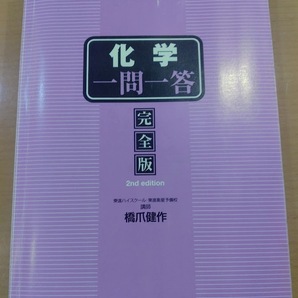 化学
一問一答
完全版
2nd edition
東進ハイスクール 東進衛星予備校
講師
橋爪健作